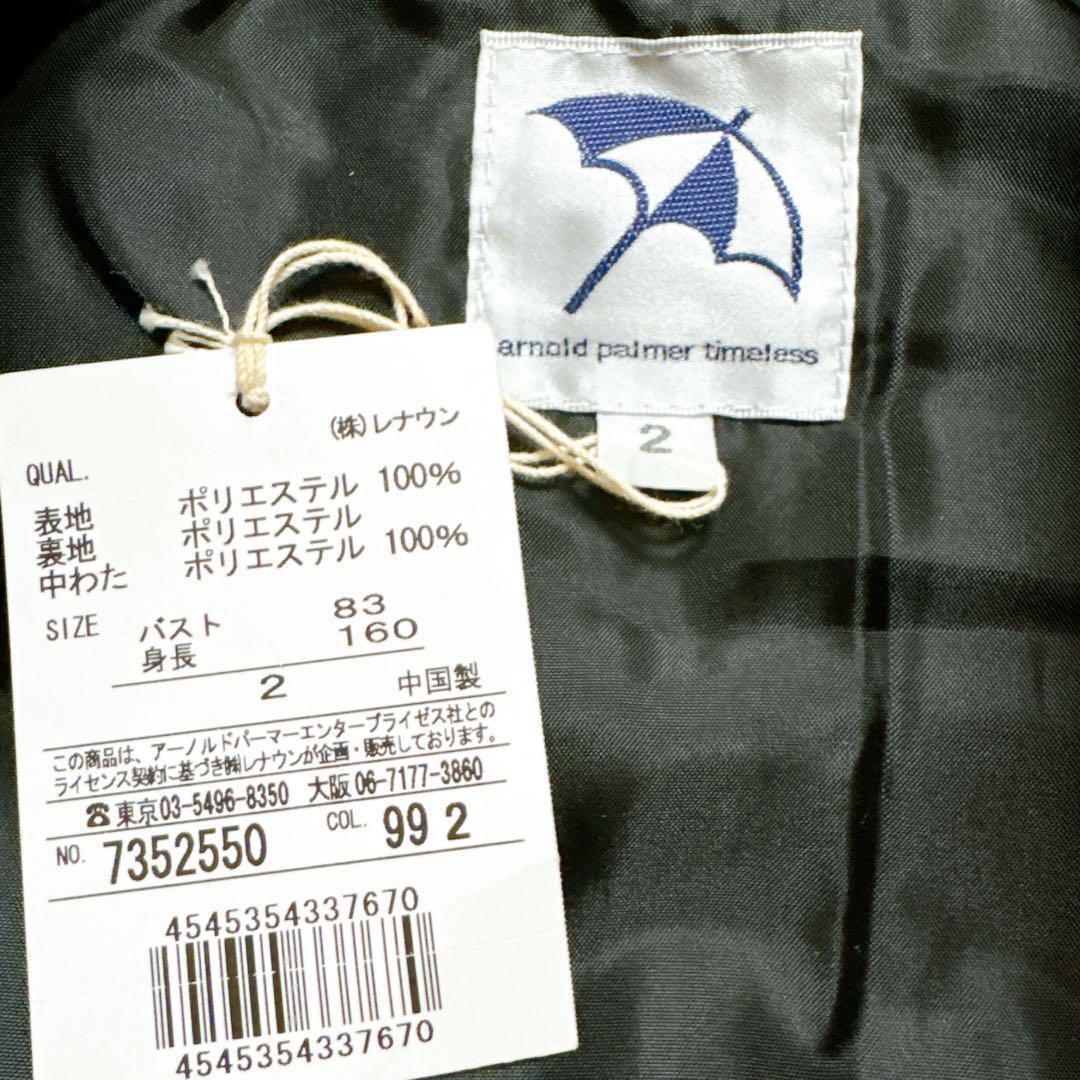 arnold palmer timeless
2
(株)レナウン
QUAL.
表地 ポリエステル 100%
裏地 ポリエステル
中わた ポリエステル 100%
SIZE バスト 83
身長 160
2 中国製
この商品は、アーノルドパーマーエンタープライゼス社との
ライセンス契約に基づき㈱レナウンが企画・販売しております。
☎東京03-5496-8350 大阪06-7177-3860
NO. 7352550 COL. 99 2
4545354337670
4545354337670